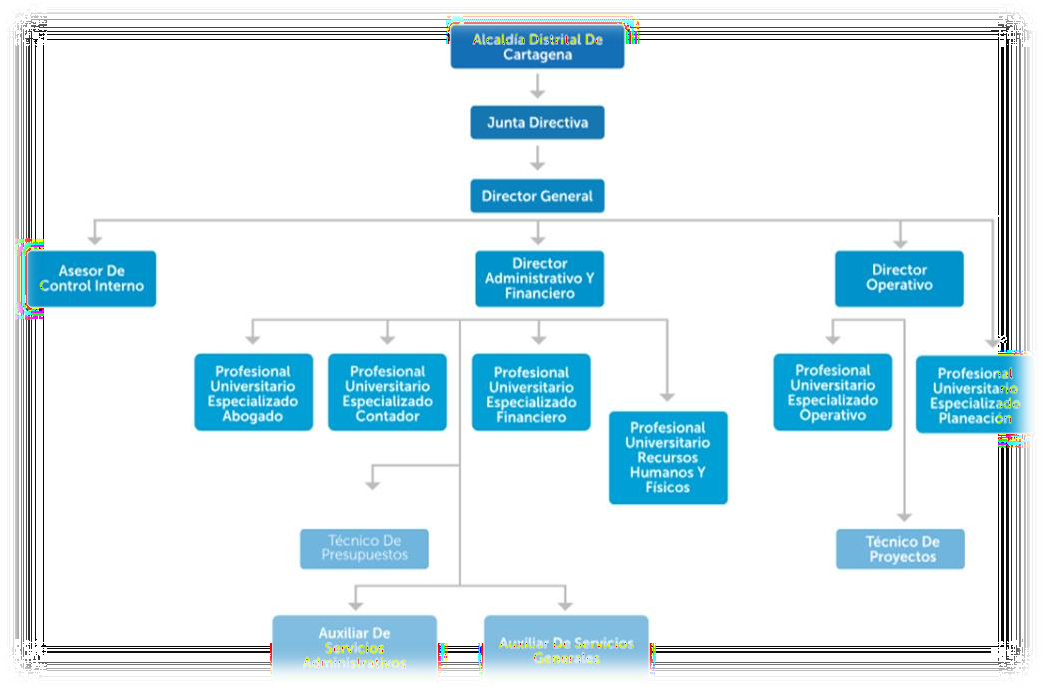 Alcaldía Distrital De
Cartagena
Junta Directiva
Director General
Asesor De
Control Interno
Director
Administrativo Y
Financiero
Director
Operativo
Profesional
Universitario
Especializado
Abogado
Profesional
Universitario
Especializado
Contador
Profesional
Universitario
Especializado
Financiero
Profesional
Universitario
Recursos
Humanos Y
Físicos
Profesional
Universitario
Especializado
Operativo
Profesional
Universitario
Especializado
Planeación
Técnico De
Presupuestos
Técnico De
Proyectos
Auxiliar De
Servicios
Administrativos
Auxiliar De Servicios
Generales